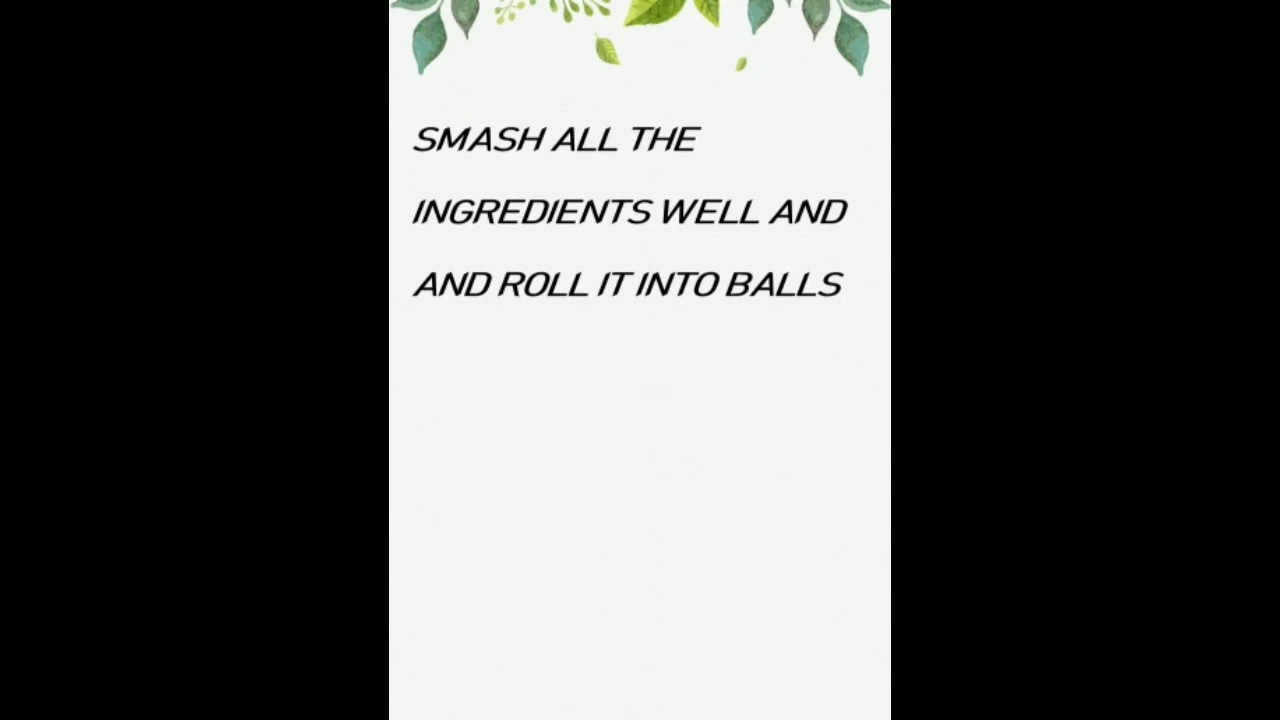 SMASH ALL THE
INGREDIENTS WELL AND
AND ROLL IT INTO BALLS